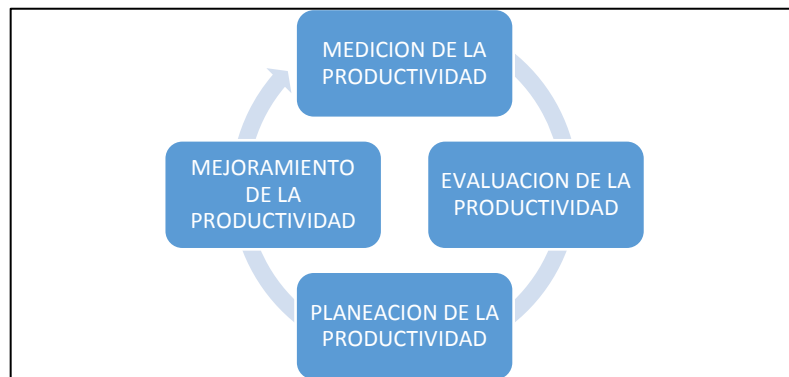 MEDICION DE LA
PRODUCTIVIDAD
EVALUACION DE LA
PRODUCTIVIDAD
PLANEACION DE LA
PRODUCTIVIDAD
MEJORAMIENTO
DE LA
PRODUCTIVIDAD